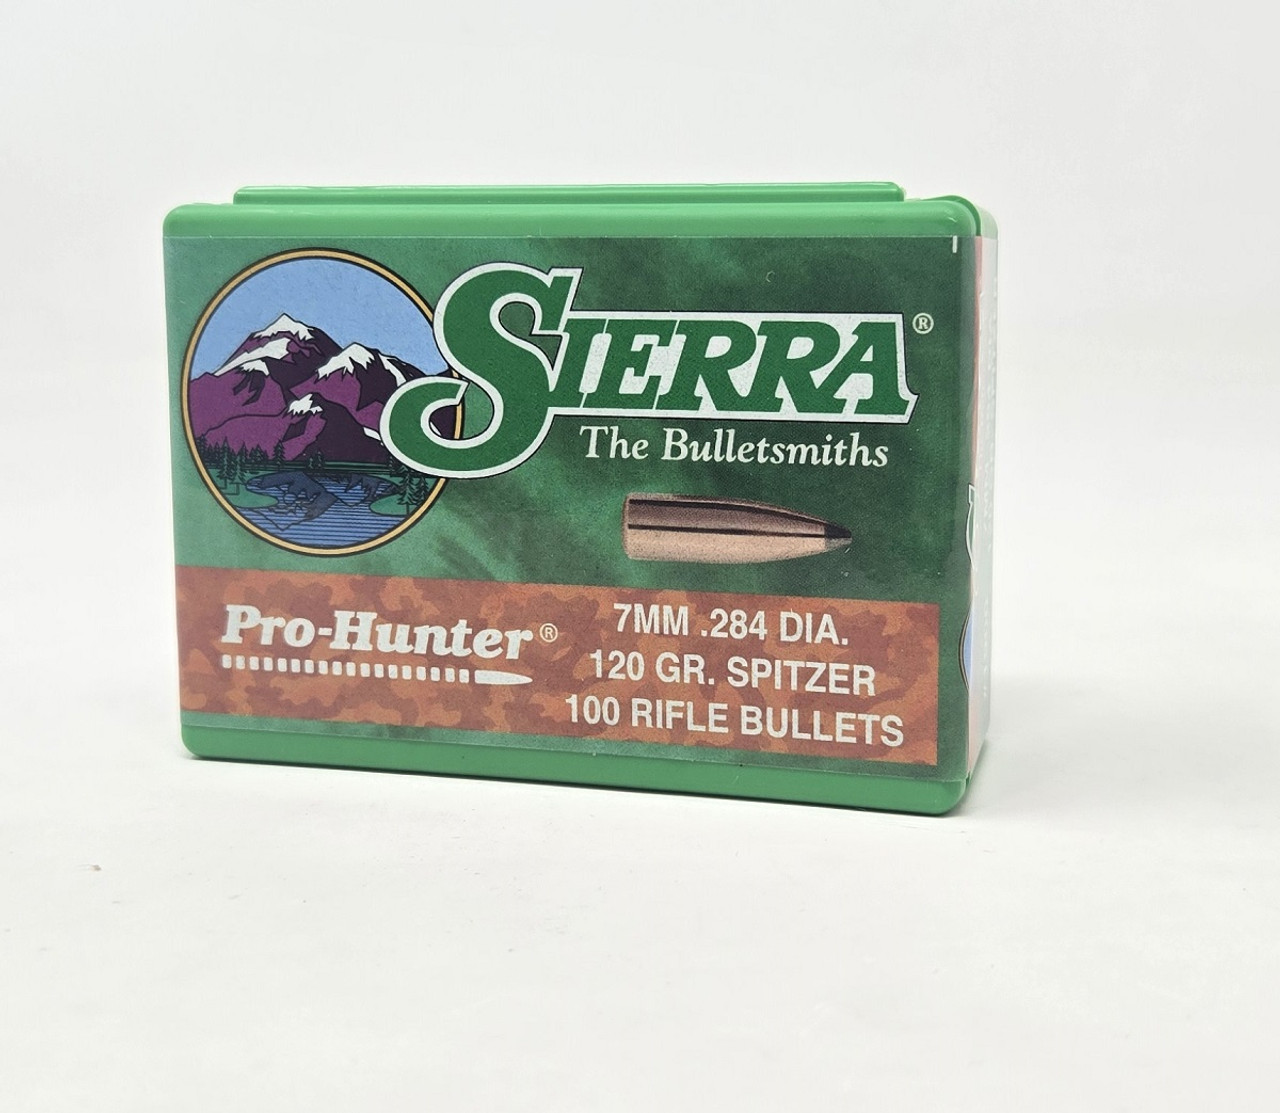 SIERRA®
The Bulletsmiths
Pro-Hunter®
7MM .284 DIA.
120 GR. SPITZER
100 RIFLE BULLETS